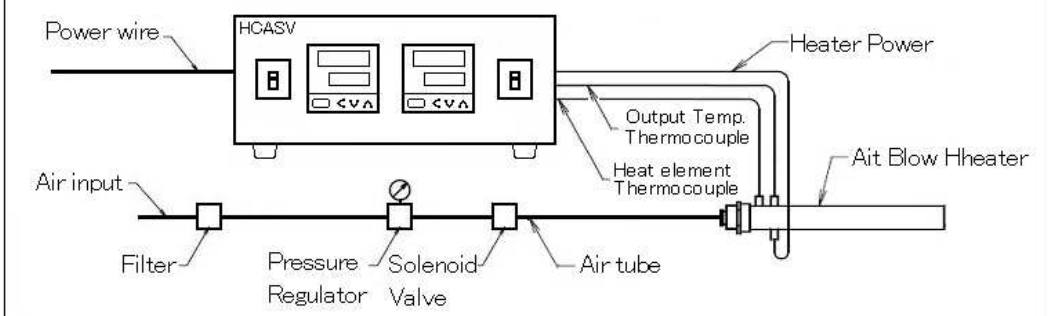 Power wire
HCASV
Heater Power
Output Temp.
Thermocouple
Heat element
Thermocouple
Ait Blow Hheater
Air input
Filter
Pressure
Regulator
Solenoid
Valve
Air tube